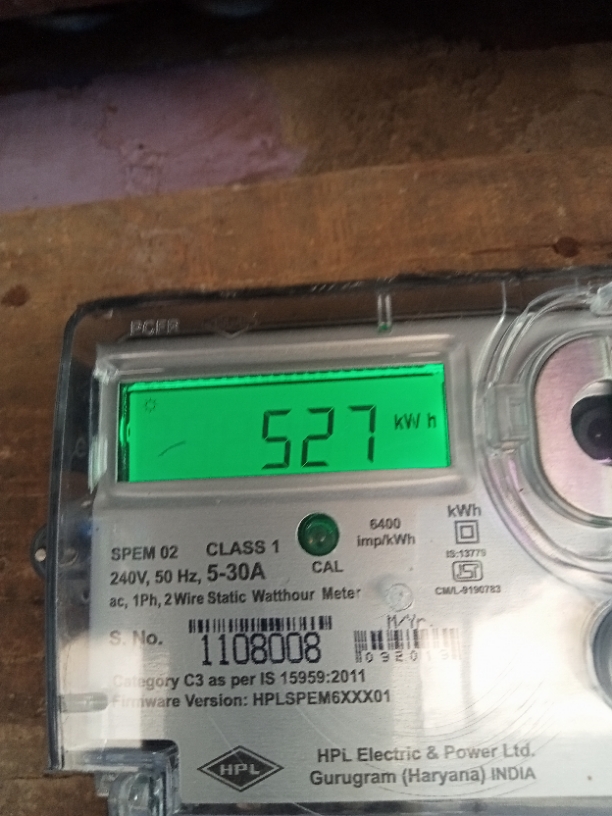 527 kWh
SPEM 02 CLASS 1
CAL
6400
imp/kWh
kWh
IS:13779
CM/L-9190783
240V, 50 Hz, 5-30A
ac, 1Ph, 2 Wire Static Watthour Meter
S. No.
1108008
M/Yr.
Category C3 as per IS 15959:2011
Firmware Version: HPLSPEM6XXX01
HPL
HPL Electric & Power Ltd.
Gurugram (Haryana) INDIA